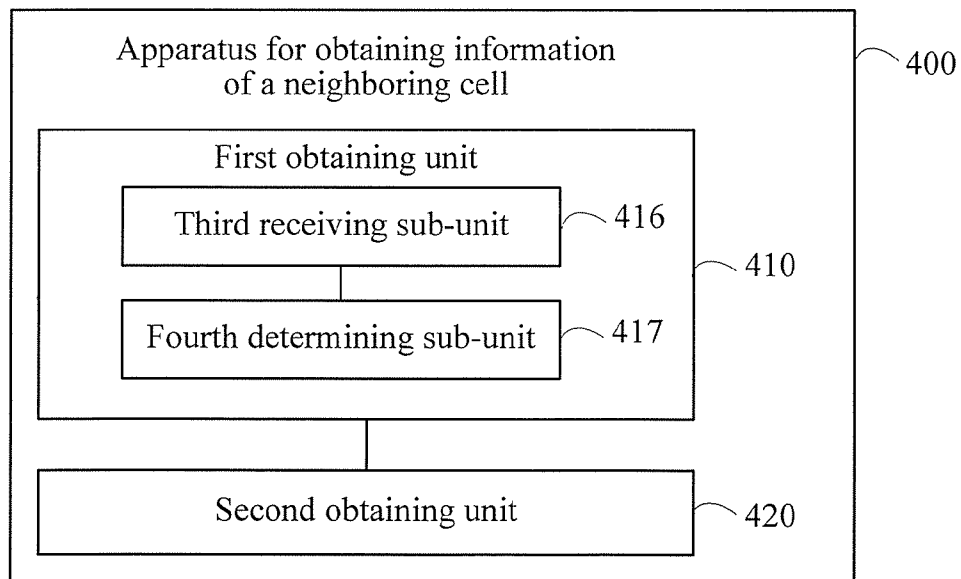 Apparatus for obtaining information
of a neighboring cell
400
First obtaining unit
Third receiving sub-unit
416
410
Fourth determining sub-unit
417
Second obtaining unit
420